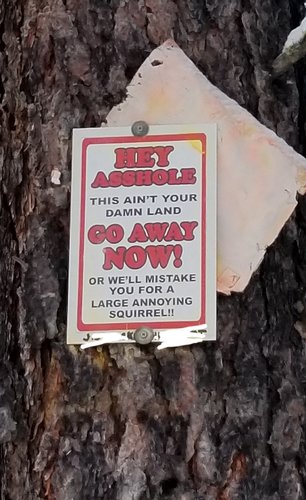 HEY
ASSHOLE
THIS AIN'T YOUR
DAMN LAND
GO AWAY
NOW!
OR WE'LL MISTAKE
YOU FOR A
LARGE ANNOYING
SQUIRREL!!